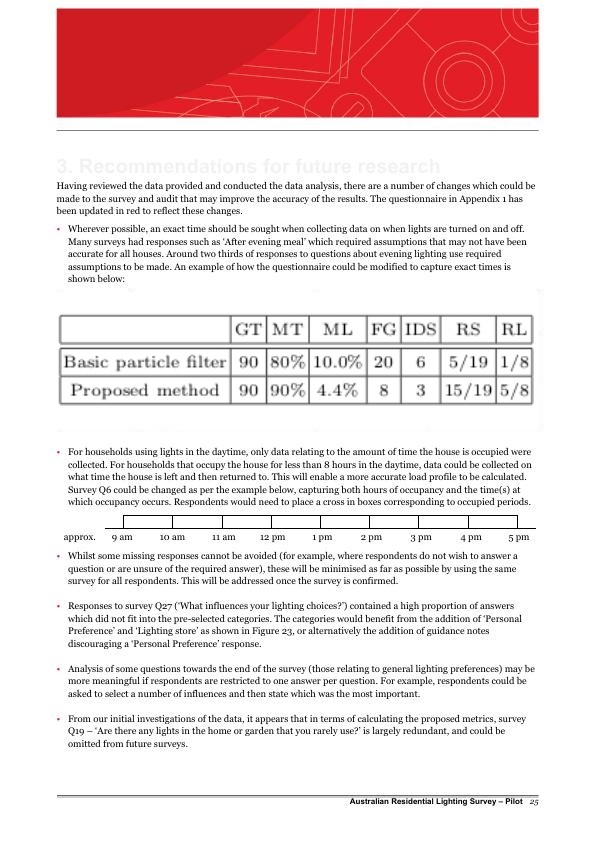 3. Recommendations for future research
Having reviewed the data provided and conducted the data analysis, there are a number of changes which could be
made to the survey and audit that may improve the accuracy of the results. The questionnaire in Appendix 1 has
been updated in red to reflect these changes.
• Wherever possible, an exact time should be sought when collecting data on when lights are turned on and off.
Many surveys had responses such as 'After evening meal' which required assumptions that may not have been
accurate for all houses. Around two thirds of responses to questions about evening lighting use required
assumptions to be made. An example of how the questionnaire could be modified to capture exact times is
shown below:
GT MT ML FG IDS RS RL
Basic particle filter 90 80% 10.0% 20 6 5/19 1/8
Proposed method 90 90% 4.4% 8 3 15/19 5/8
• For households using lights in the daytime, only data relating to the amount of time the house is occupied were
collected. For households that occupy the house for less than 8 hours in the daytime, data could be collected on
what time the house is left and then returned to. This will enable a more accurate load profile to be calculated.
Survey Q6 could be changed as per the example below, capturing both hours of occupancy and the time(s) at
which occupancy occurs. Respondents would need to place a cross in boxes corresponding to occupied periods.
approx. 9 am 10 am 11 am 12 am 1 pm 2 pm 3 pm 4 pm 5 pm
• Whilst some missing responses cannot be avoided (for example, where respondents do not wish to answer a
question or are unsure of the required answer), these will be minimised as far as possible by using the same
survey for all respondents. This will be addressed once the survey is confirmed.
• Responses to survey Q27 ('What influences your lighting choices?') contained a high proportion of answers
which did not fit into the pre-selected categories. The categories would benefit from the addition of 'Personal
Preference' and 'Lighting store' as shown in Figure 23, or alternatively the addition of guidance notes
discouraging a 'Personal Preference' response.
• Analysis of some questions towards the end of the survey (those relating to general lighting preferences) may be
more meaningful if respondents are restricted to one answer per question. For example, respondents could be
asked to select a number of influences and then state which was the most important.
• From our initial investigations of the data, it appears that in terms of calculating the proposed metrics, survey
Q19 – 'Are there any lights in the home or garden that you rarely use?' is largely redundant, and could be
omitted from future surveys.
Australian Residential Lighting Survey – Pilot 25